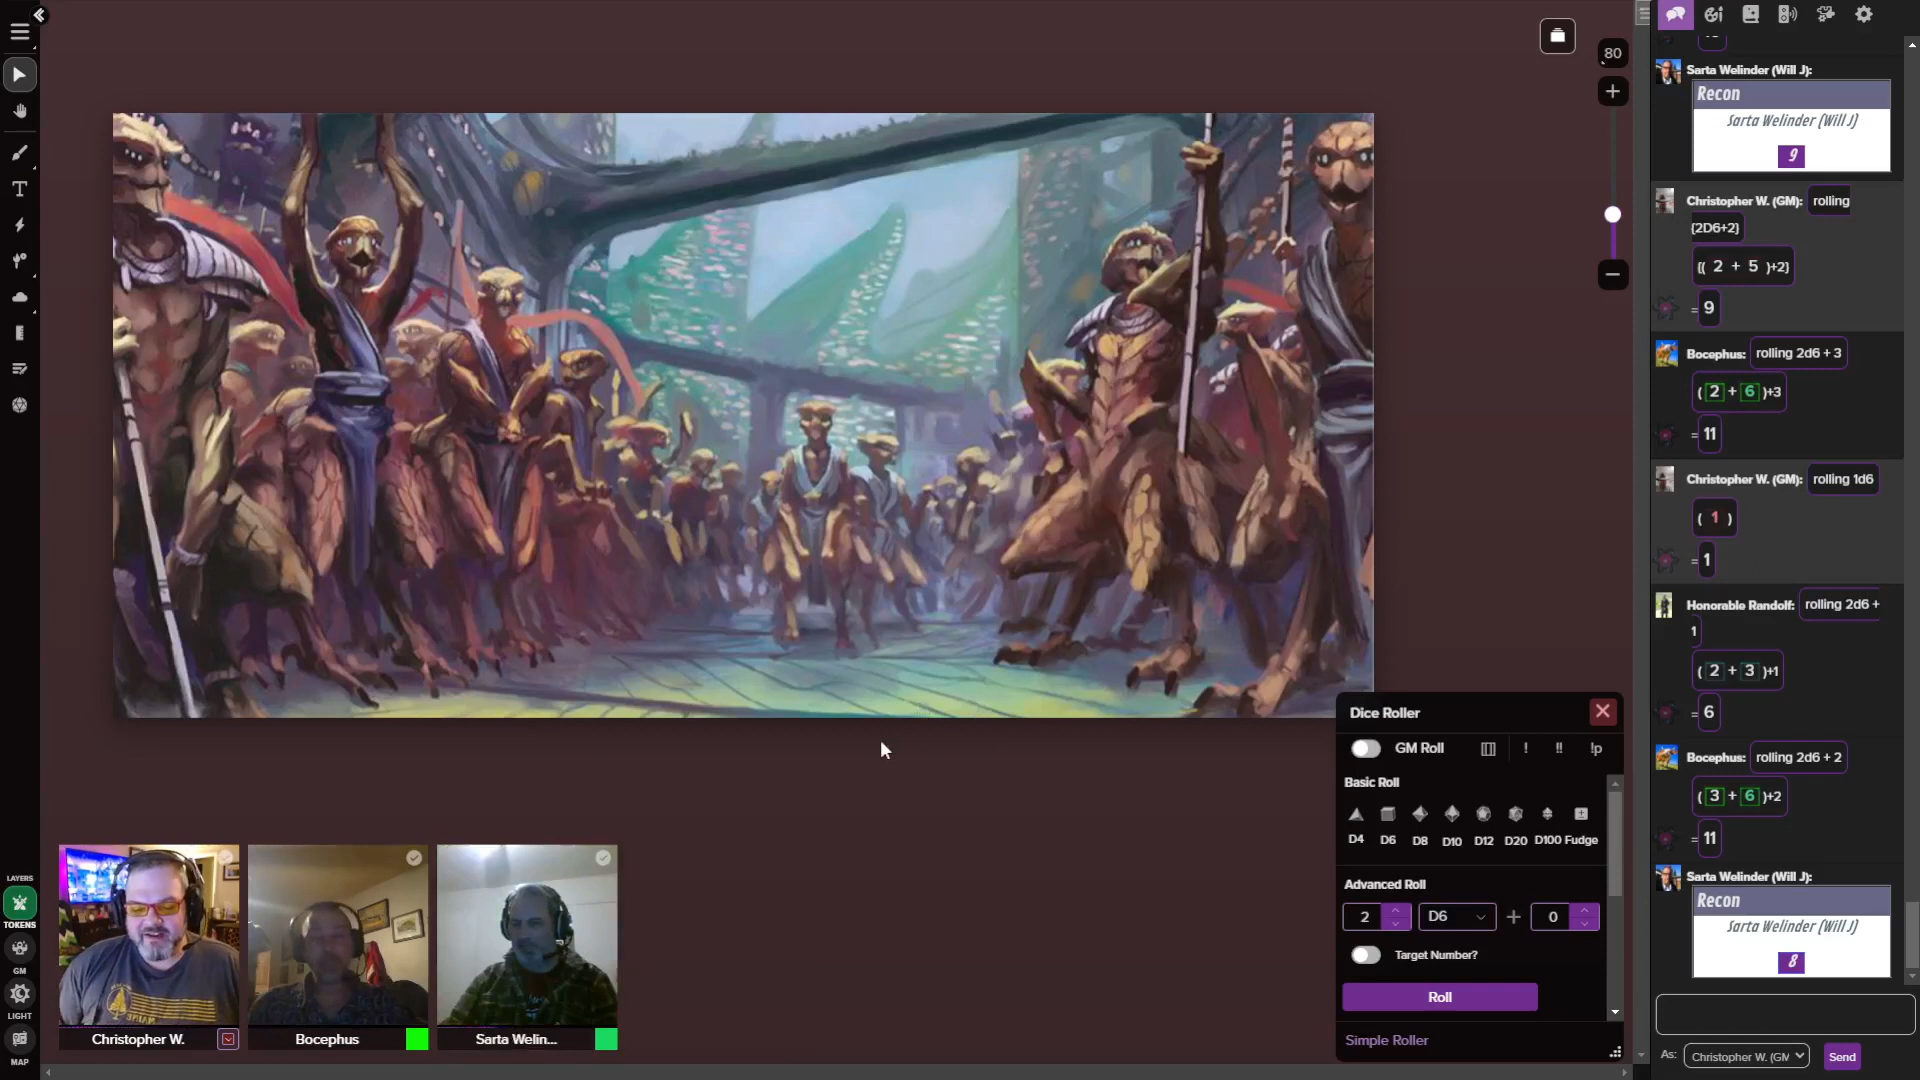 80
Sarta Welinder (Will J):
Recon
Sarta Welinder (Will J)
9
Christopher W. (GM): rolling
{2D6+2}
{( 2 + 5 )+2}
=9
Bocephus: rolling 2d6 + 3
(2+6)+3
=11
Christopher W. (GM): rolling 1d6
(1)
=1
Honorable Randolf: rolling 2d6 +
1
(2+3)+1
=6
Bocephus: rolling 2d6 + 2
(3+6)+2
=11
Sarta Welinder (Will J):
Recon
Sarta Welinder (Will J)
8
As: Christopher W. (GM
Send
Dice Roller
GM Roll ! !! !p
Basic Roll
D4 D6 D8 D10 D12 D20 D100 Fudge
Advanced Roll
2 D6 + 0
Target Number?
Roll
Simple Roller
LAYERS
TOKENS
GM
LIGHT
MAP
MAINE
Christopher W.
Bocephus
Sarta Welin...